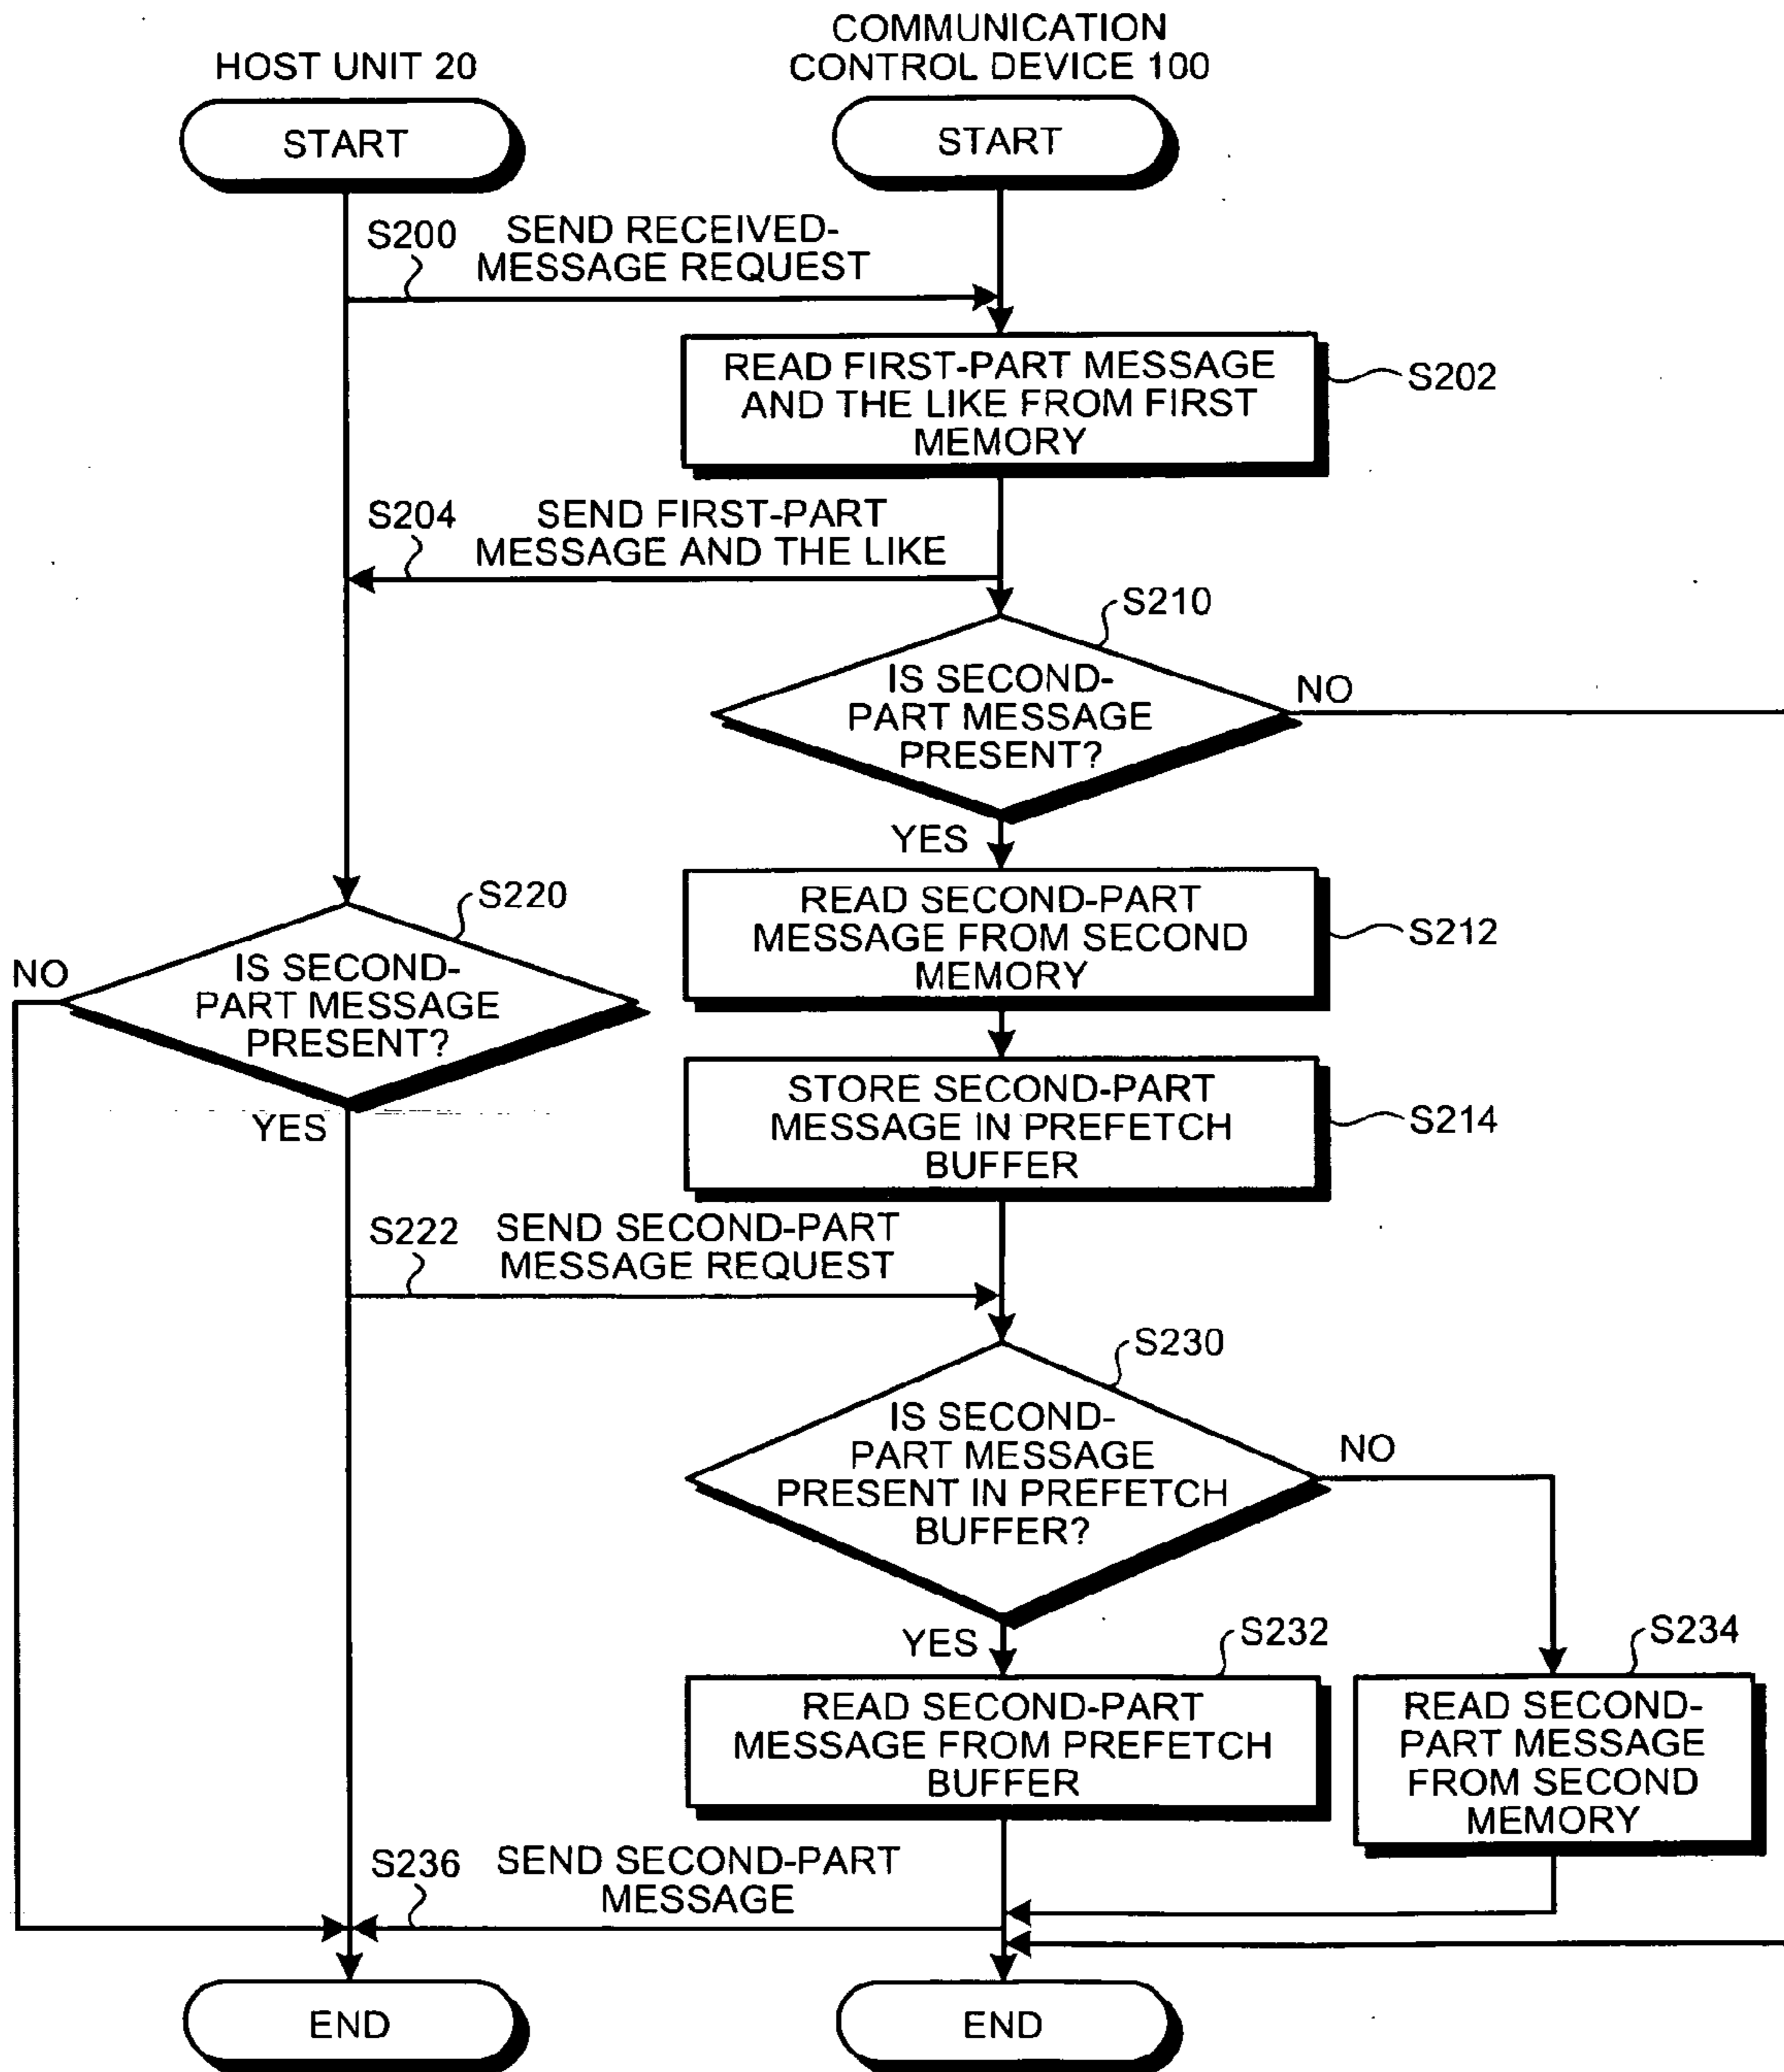 HOST UNIT 20
COMMUNICATION
CONTROL DEVICE 100
START
START
S200
SEND RECEIVED-
MESSAGE REQUEST
READ FIRST-PART MESSAGE
AND THE LIKE FROM FIRST
MEMORY
S202
S204
SEND FIRST-PART
MESSAGE AND THE LIKE
S210
IS SECOND-
PART MESSAGE
PRESENT?
NO
YES
READ SECOND-PART
MESSAGE FROM SECOND
MEMORY
S212
S220
IS SECOND-
PART MESSAGE
PRESENT?
NO
YES
STORE SECOND-PART
MESSAGE IN PREFETCH
BUFFER
S214
S222
SEND SECOND-PART
MESSAGE REQUEST
S230
IS SECOND-
PART MESSAGE
PRESENT IN PREFETCH
BUFFER?
NO
YES
S232
READ SECOND-PART
MESSAGE FROM PREFETCH
BUFFER
S234
READ SECOND-
PART MESSAGE
FROM SECOND
MEMORY
S236
SEND SECOND-PART
MESSAGE
END
END